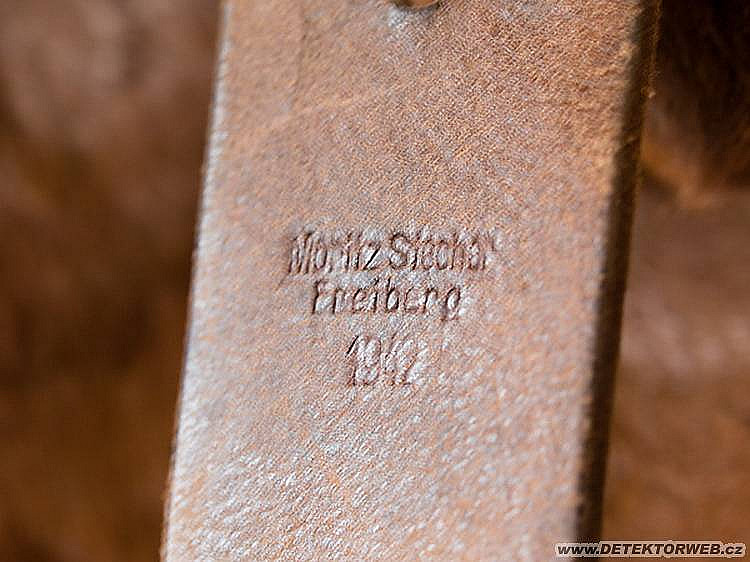 Moritz Stecher
Freiberg
1942
www.DETEKTORWEB.cz